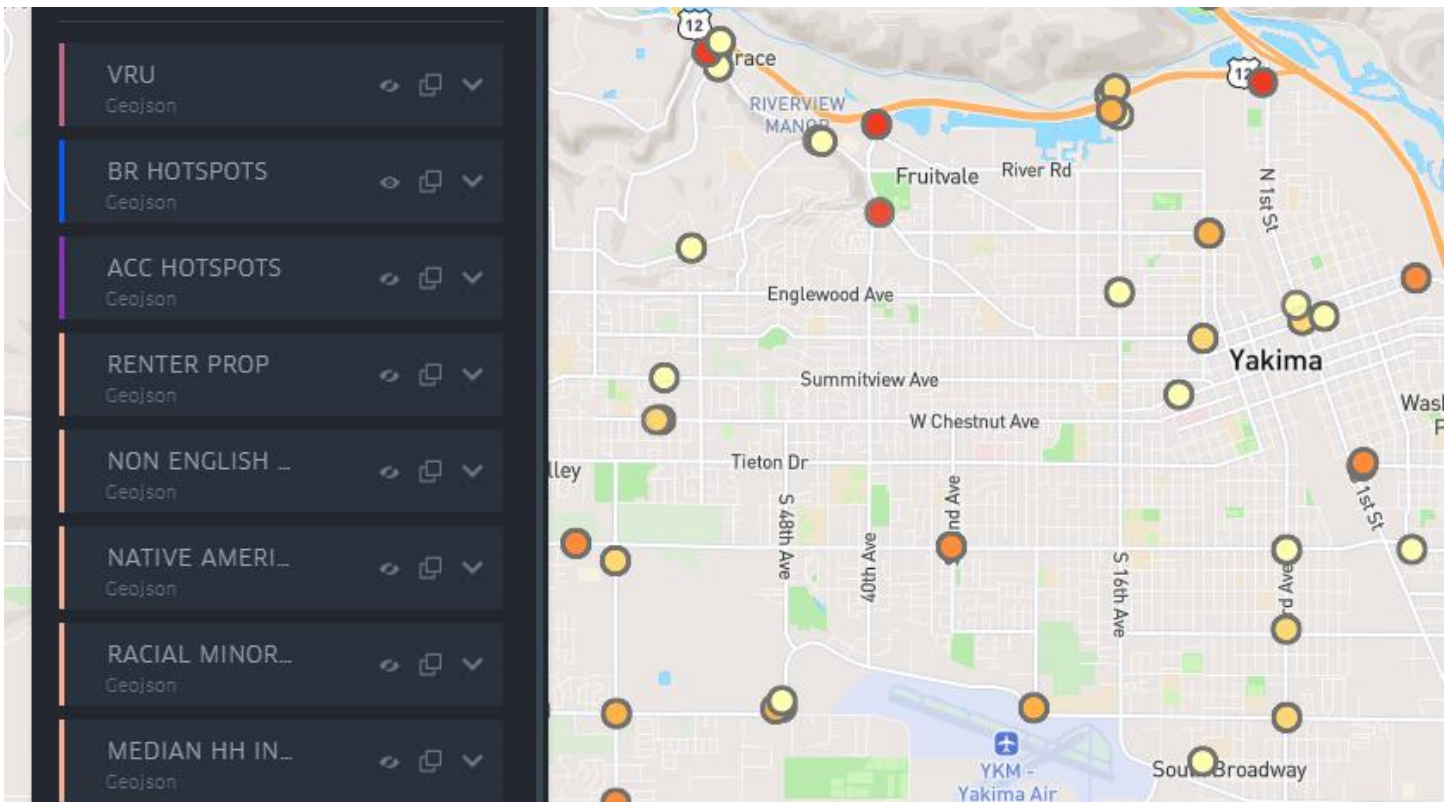 VRU
Geojson
BR HOTSPOTS
Geojson
ACC HOTSPOTS
Geojson
RENTER PROP
Geojson
NON ENGLISH ...
Geojson
NATIVE AMERI...
Geojson
RACIAL MINOR...
Geojson
MEDIAN HH IN...
Geojson
12
race
RIVERVIEW
MANOR
12
Fruitvale
River Rd
N 1st St
Englewood Ave
Yakima
Summitview Ave
W Chestnut Ave
Tieton Dr
lley
S 48th Ave
40th Ave
nd Ave
S 16th Ave
1st St
rd Ave
YKM -
Yakima Air
Sou Broadway